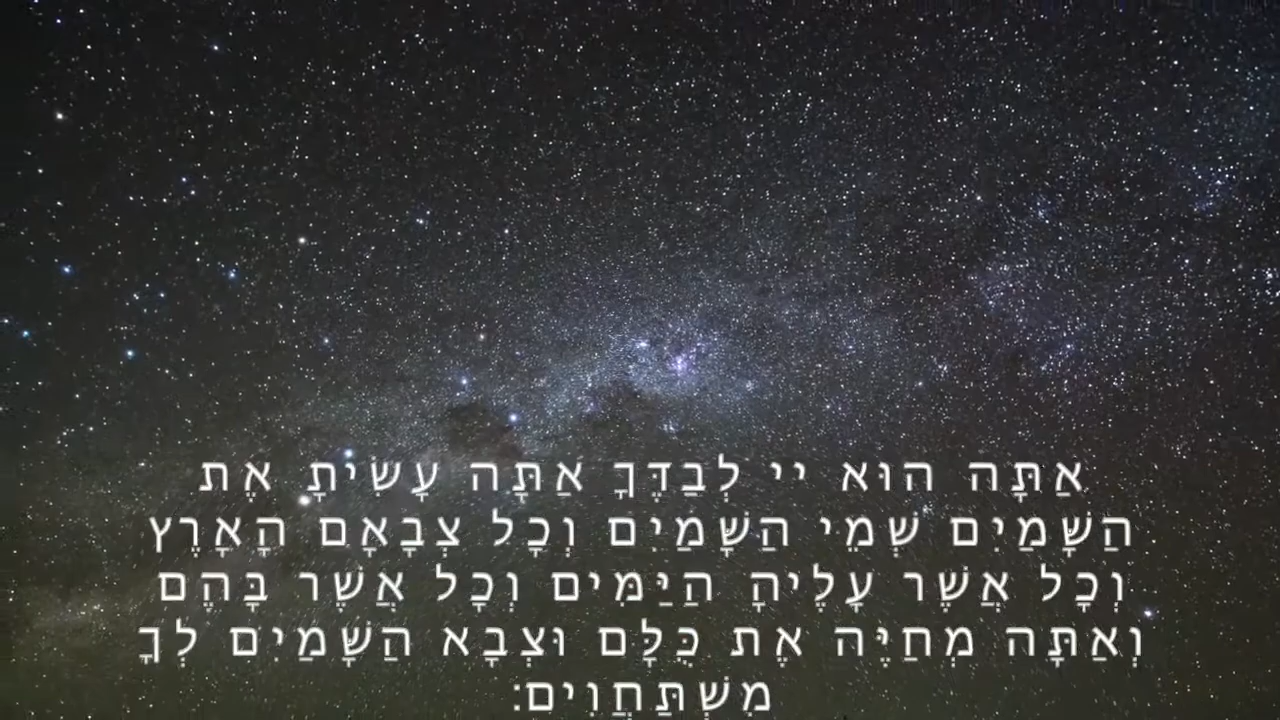 אַתָּה הוּא יי לְבַדֶּךָ אַתָּה עָשִׂיתָ אֶת
הַשָּׁמַיִם שְׁמֵי הַשָּׁמַיִם וְכָל צְבָאָם הָאָרֶץ
וְכָל אֲשֶׁר עָלֶיהָ הַיַּמִּים וְכָל אֲשֶׁר בָּהֶם
וְאַתָּה מְחַיֶּה אֶת כֻּלָּם וּצְבָא הַשָּׁמַיִם לְךָ
מִשְׁתַּחֲוִים: